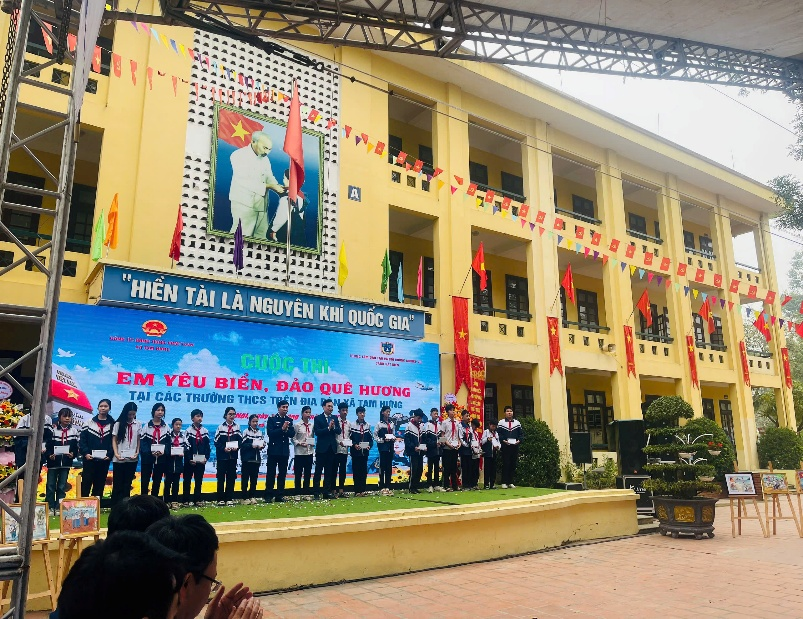 A
"HIỀN TÀI LÀ NGUYÊN KHÍ QUỐC GIA"
CUỘC THI
EM YÊU BIỂN, ĐẢO QUÊ HƯƠNG
TẠI CÁC TRƯỜNG THCS TRÊN ĐỊA BÀN XÃ TAM HƯNG